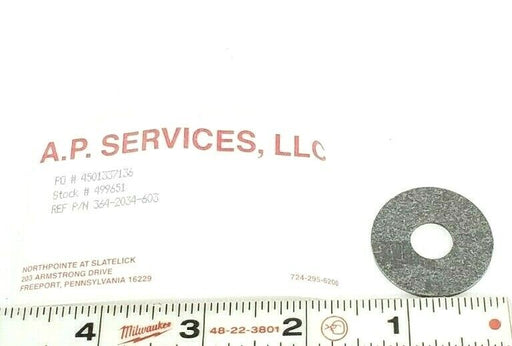 A.P. SERVICES, LLC
PO # 4501337136
Stock # 499651
REF P/N 364-2034-603
NORTHPOINTE AT SLATELICK
203 ARMSTRONG DRIVE
FREEPORT, PENNSYLVANIA 16229
724-295-6200
4 Milwaukee 3 48-22-3801 2 1